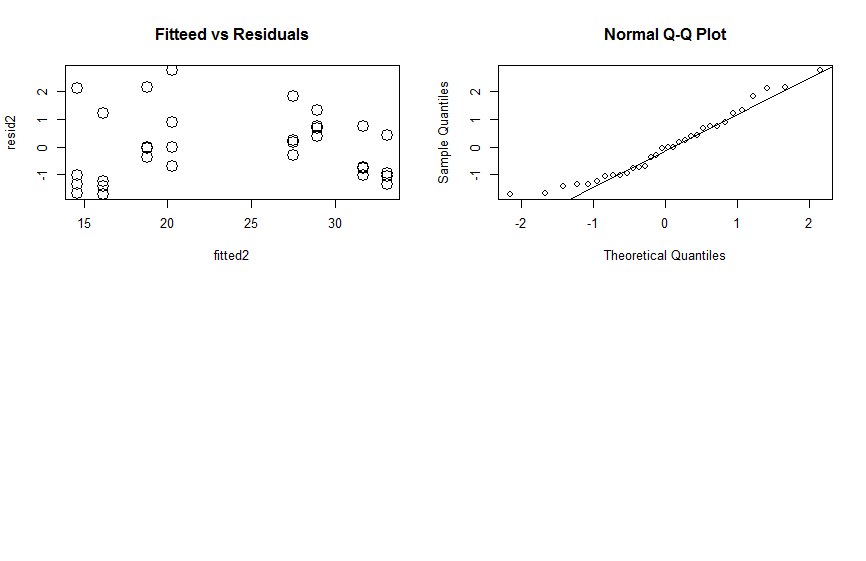 Fitteed vs Residuals
resid2
-1 0 1 2
15 20 25 30
fitted2
Normal Q-Q Plot
Sample Quantiles
-1 0 1 2
-2 -1 0 1 2
Theoretical Quantiles